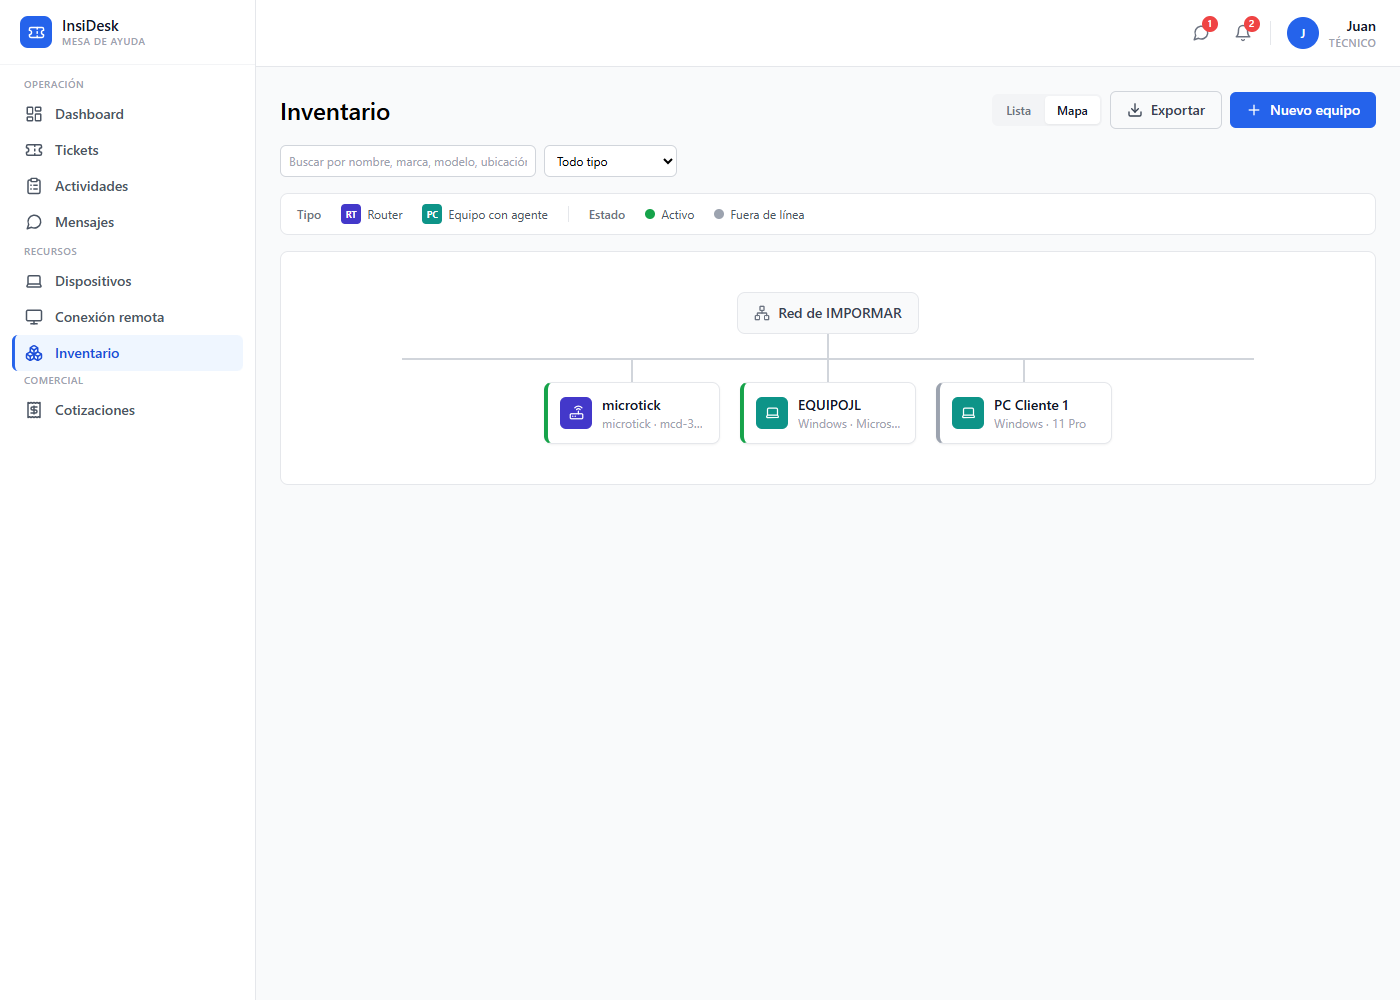 InsiDesk
MESA DE AYUDA
1
2
J
Juan
TÉCNICO
OPERACIÓN
Dashboard
Tickets
Actividades
Mensajes
RECURSOS
Dispositivos
Conexión remota
Inventario
COMERCIAL
Cotizaciones
Inventario
Lista
Mapa
Exportar
Nuevo equipo
Buscar por nombre, marca, modelo, ubicación
Todo tipo
Tipo
RT Router
PC Equipo con agente
Estado
Activo
Fuera de línea
Red de IMPORMAR
microtick
microtick · mcd-3...
EQUIPOJL
Windows · Micros...
PC Cliente 1
Windows · 11 Pro